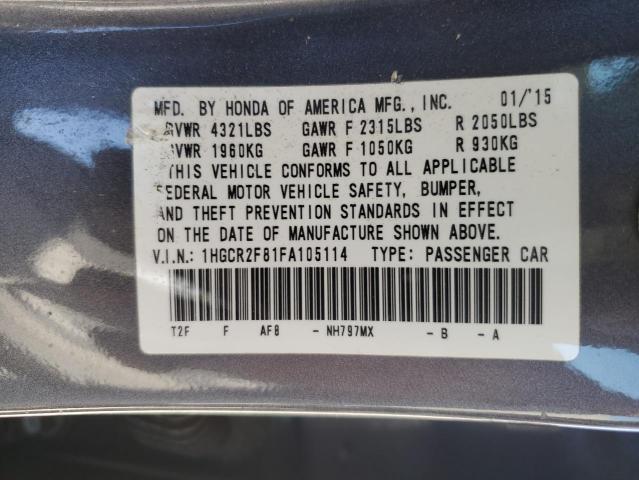 MFD. BY HONDA OF AMERICA MFG., INC. 01/'15
GVWR 4321LBS GAWR F 2315LBS R 2050LBS
GVWR 1960KG GAWR F 1050KG R 930KG
THIS VEHICLE CONFORMS TO ALL APPLICABLE
FEDERAL MOTOR VEHICLE SAFETY, BUMPER,
AND THEFT PREVENTION STANDARDS IN EFFECT
ON THE DATE OF MANUFACTURE SHOWN ABOVE.
V.I.N.: 1HGCR2F81FA105114 TYPE: PASSENGER CAR
T2F F AF8 - NH797MX - B - A